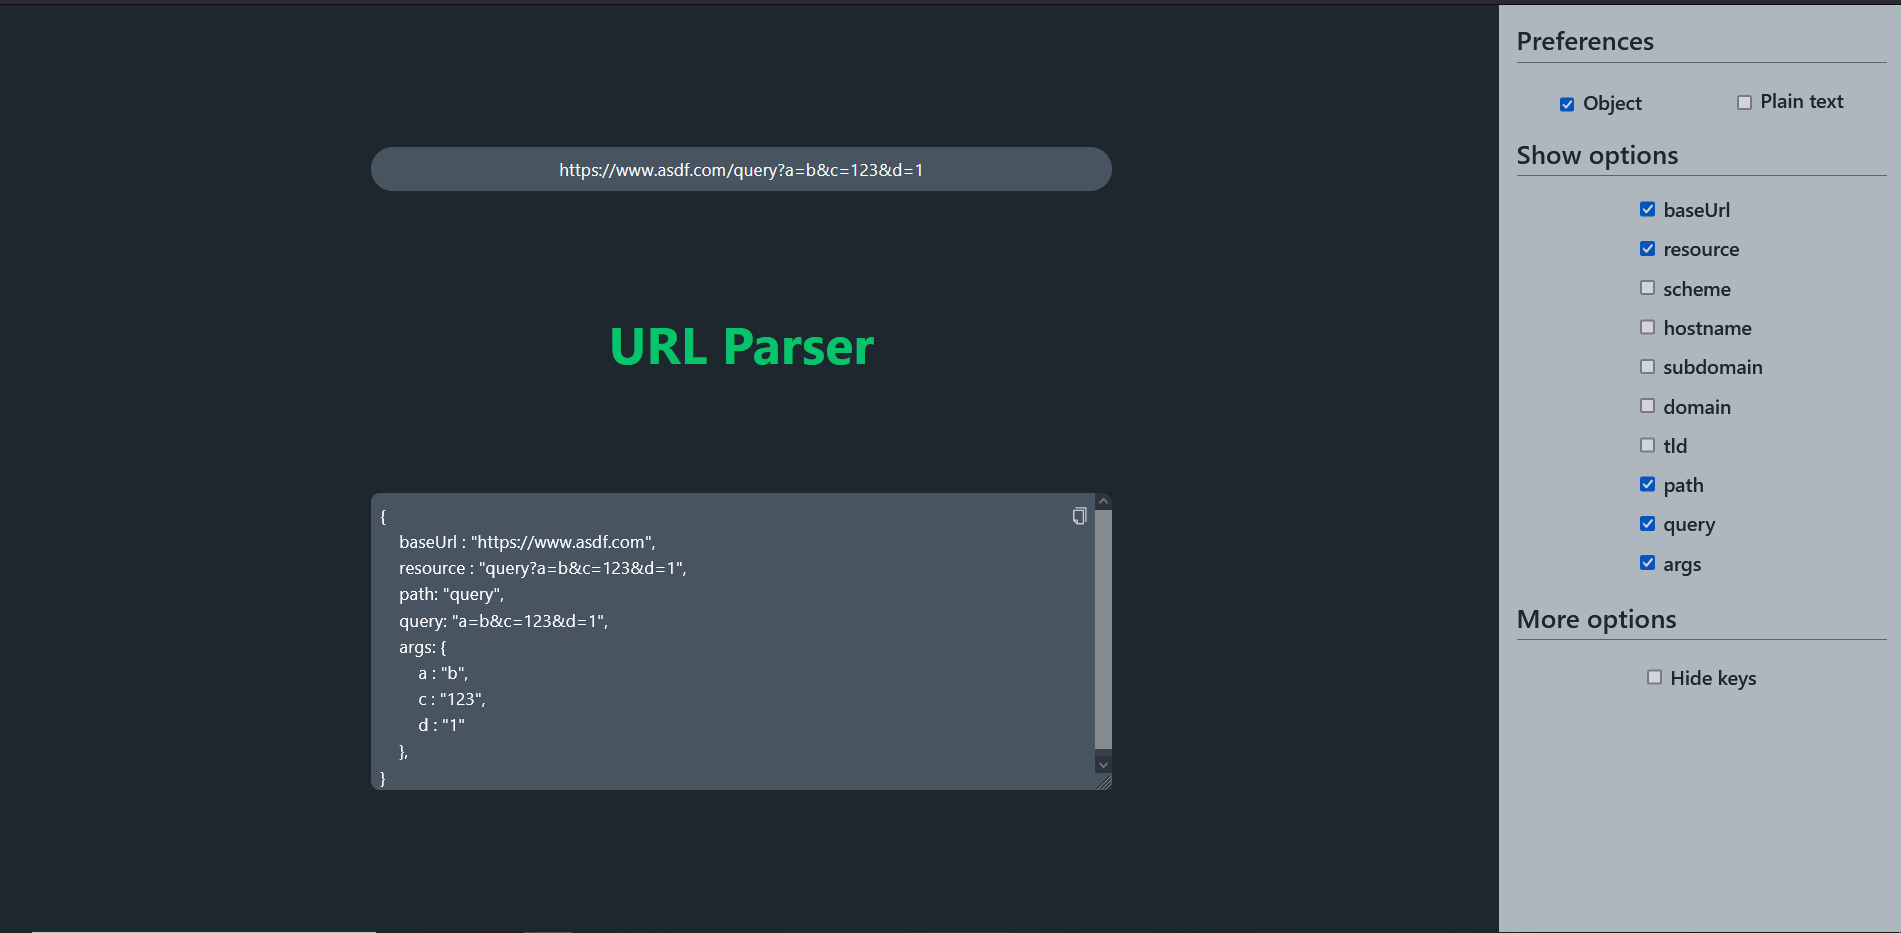 https://www.asdf.com/query?a=b&c=123&d=1
URL Parser
{
baseUrl : "https://www.asdf.com",
resource : "query?a=b&c=123&d=1",
path: "query",
query: "a=b&c=123&d=1",
args: {
a : "b",
c : "123",
d : "1"
},
}
Preferences
Object
Plain text
Show options
baseUrl
resource
scheme
hostname
subdomain
domain
tld
path
query
args
More options
Hide keys